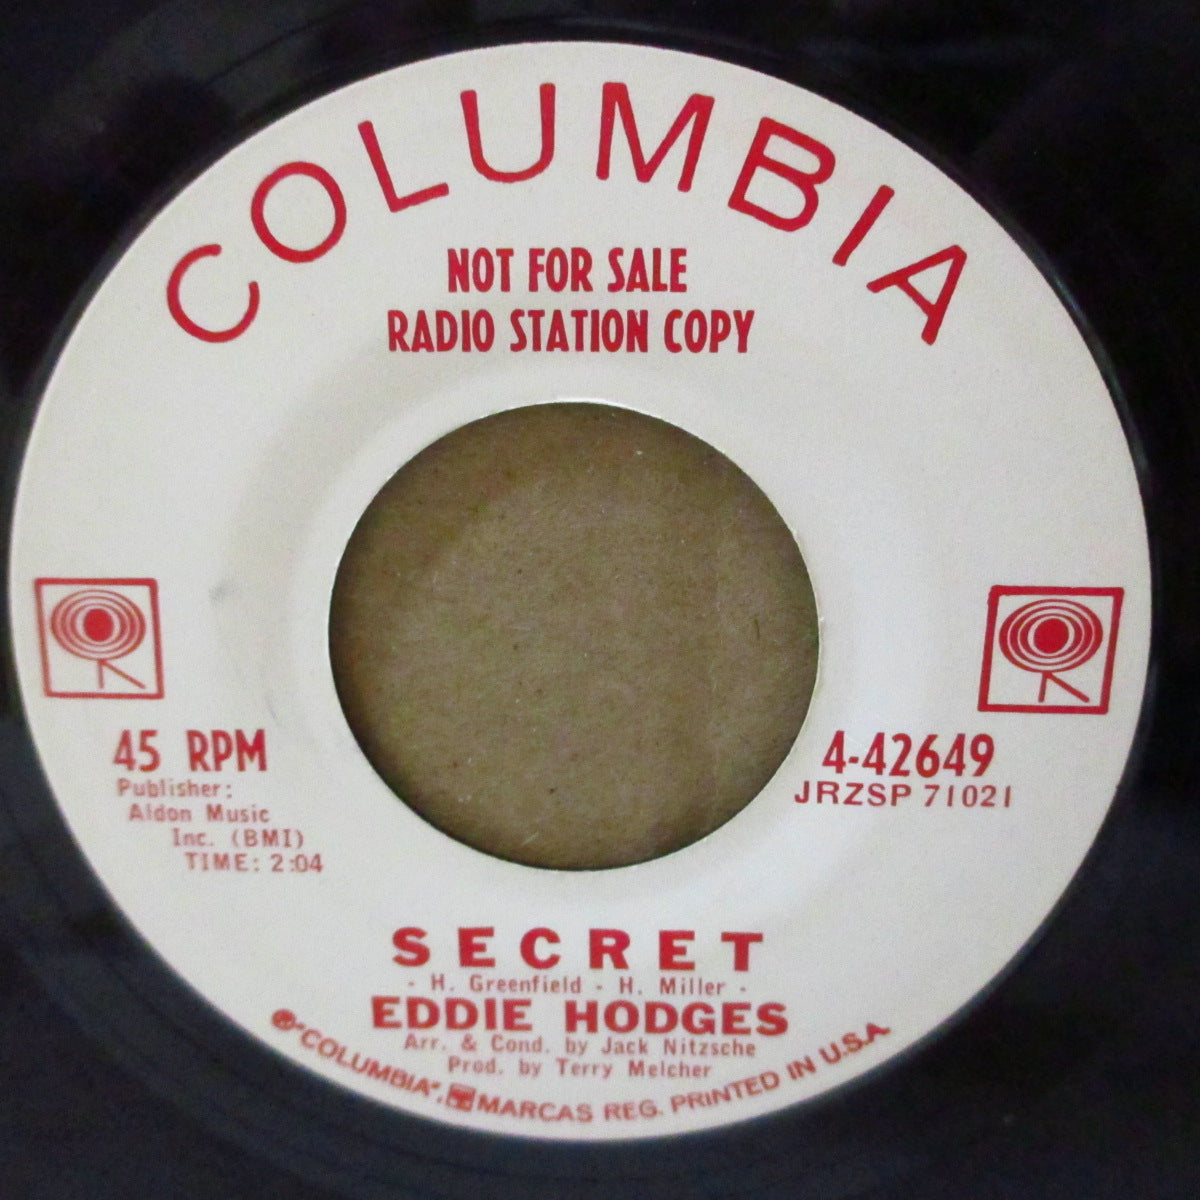 COLUMBIA
NOT FOR SALE
RADIO STATION COPY
45 RPM
Publisher:
Aldon Music
Inc. (BMI)
TIME: 2:04
4-42649
JRZSP 71021
SECRET
- H. Greenfield - H. Miller -
EDDIE HODGES
Arr. & Cond. by Jack Nitzsche
Prod. by Terry Melcher
®"COLUMBIA", MARCAS REG. PRINTED IN U.S.A.